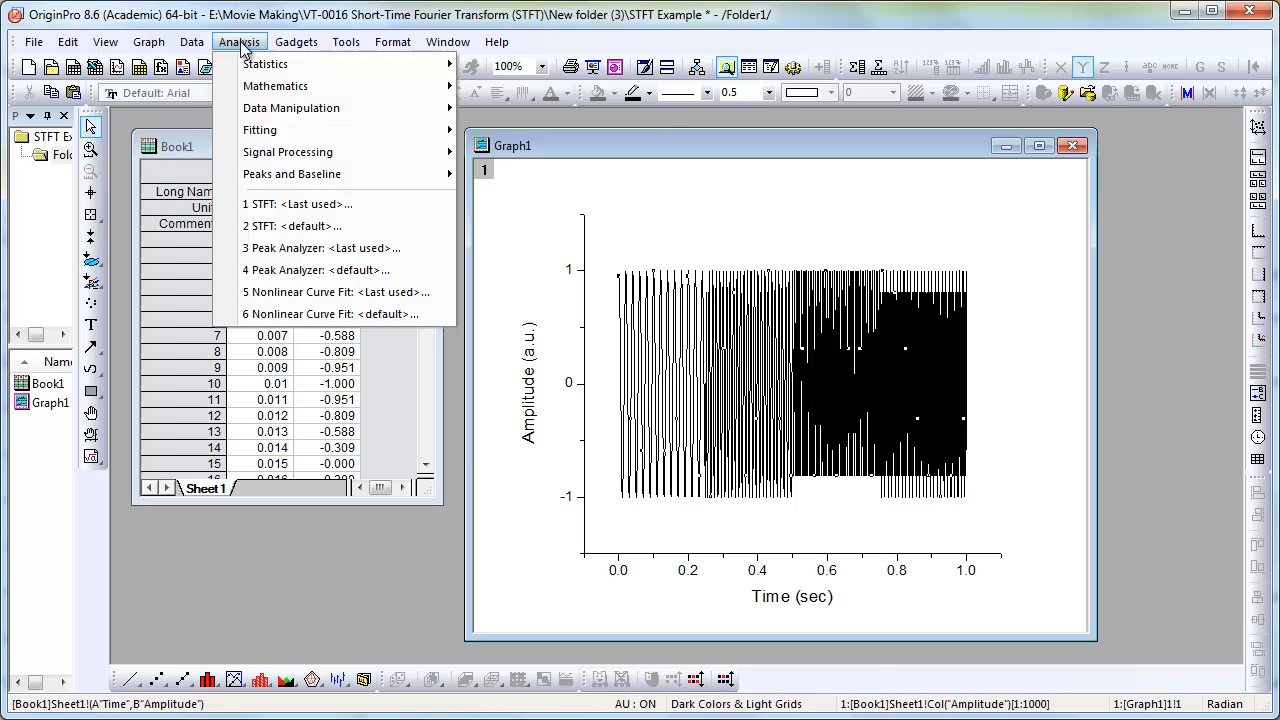 OriginPro 8.6 (Academic) 64-bit - E:\Movie Making\VT-0016 Short-Time Fourier Transform (STFT)\New folder (3)\STFT Example * - /Folder1/
File Edit View Graph Data Analysis Gadgets Tools Format Window Help
100%
Default: Arial
0.5
0
Statistics
Mathematics
Data Manipulation
Fitting
Signal Processing
Peaks and Baseline
1 STFT: <Last used>...
2 STFT: <default>...
3 Peak Analyzer: <Last used>...
4 Peak Analyzer: <default>...
5 Nonlinear Curve Fit: <Last used>...
6 Nonlinear Curve Fit: <default>...
P
STFT Ex
Fol
Name
Book1
Graph1
Book1
Long Nam
Unit
Comment
7 0.007 -0.588
8 0.008 -0.809
9 0.009 -0.951
10 0.01 -1.000
11 0.011 -0.951
12 0.012 -0.809
13 0.013 -0.588
14 0.014 -0.309
15 0.015 -0.000
Sheet1
Graph1
1
Amplitude (a.u.)
1
0
-1
0.0 0.2 0.4 0.6 0.8 1.0
Time (sec)
[Book1]Sheet1!(A"Time",B"Amplitude")
AU : ON
Dark Colors & Light Grids
1:[Book1]Sheet1!Col("Amplitude")[1:1000]
1:[Graph1]1!1
Radian